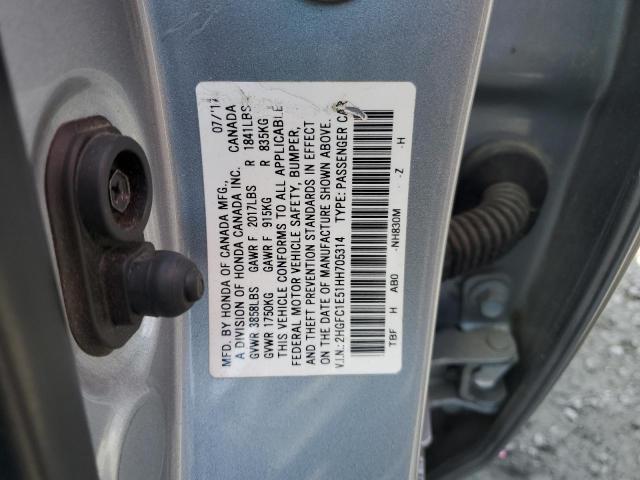 MFD. BY HONDA OF CANADA MFG., 07/17
A DIVISION OF HONDA CANADA INC. CANADA
GVWR 3858LBS GAWR F 2017LBS R 1841LBS
GVWR 1750KG GAWR F 915KG R 835KG
THIS VEHICLE CONFORMS TO ALL APPLICABLE
FEDERAL MOTOR VEHICLE SAFETY, BUMPER,
AND THEFT PREVENTION STANDARDS IN EFFECT
ON THE DATE OF MANUFACTURE SHOWN ABOVE.
V.I.N.: 2HGFC1E51HH705314 TYPE: PASSENGER CAR
TBF H AB0 -NH830M -Z -H